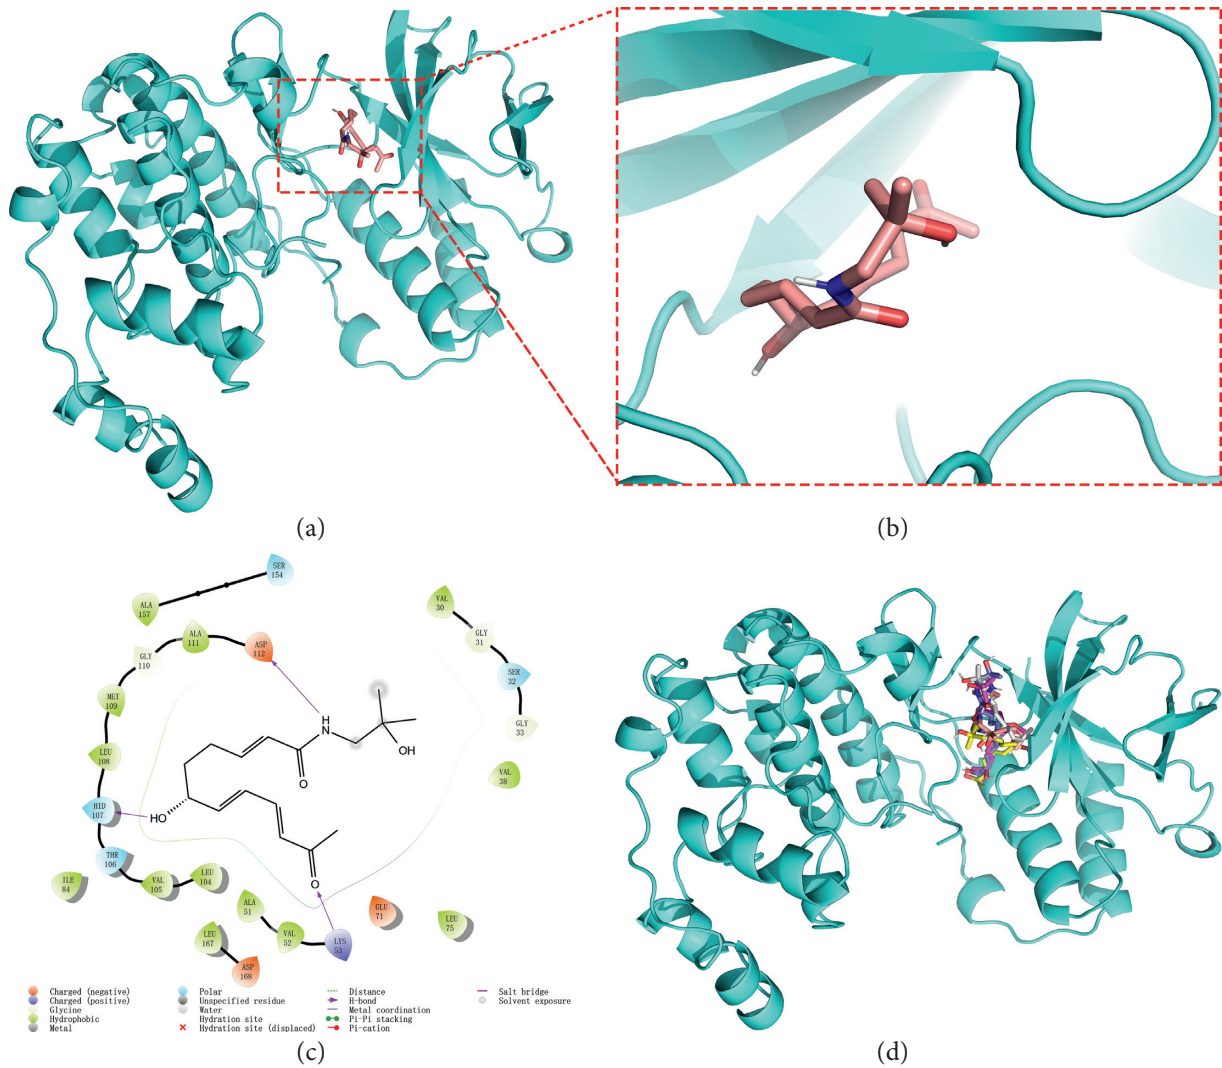 (a)
(b)
SER
154
ALA
157
ALA
111
ASP
112
GLY
110
MET
109
LEU
108
HID
107
THR
106
ILE
84
VAL
105
LEU
104
LEU
167
ASP
168
ALA
51
VAL
52
LYS
53
GLU
71
LEU
75
VAL
30
GLY
31
SER
32
GLY
33
VAL
38
H
N
O
OH
HO
O
Charged (negative)
Charged (positive)
Glycine
Hydrophobic
Metal
Polar
Unspecified residue
Water
Hydration site
Hydration site (displaced)
Distance
H-bond
Metal coordination
Pi-Pi stacking
Pi-cation
Salt bridge
Solvent exposure
(c)
(d)